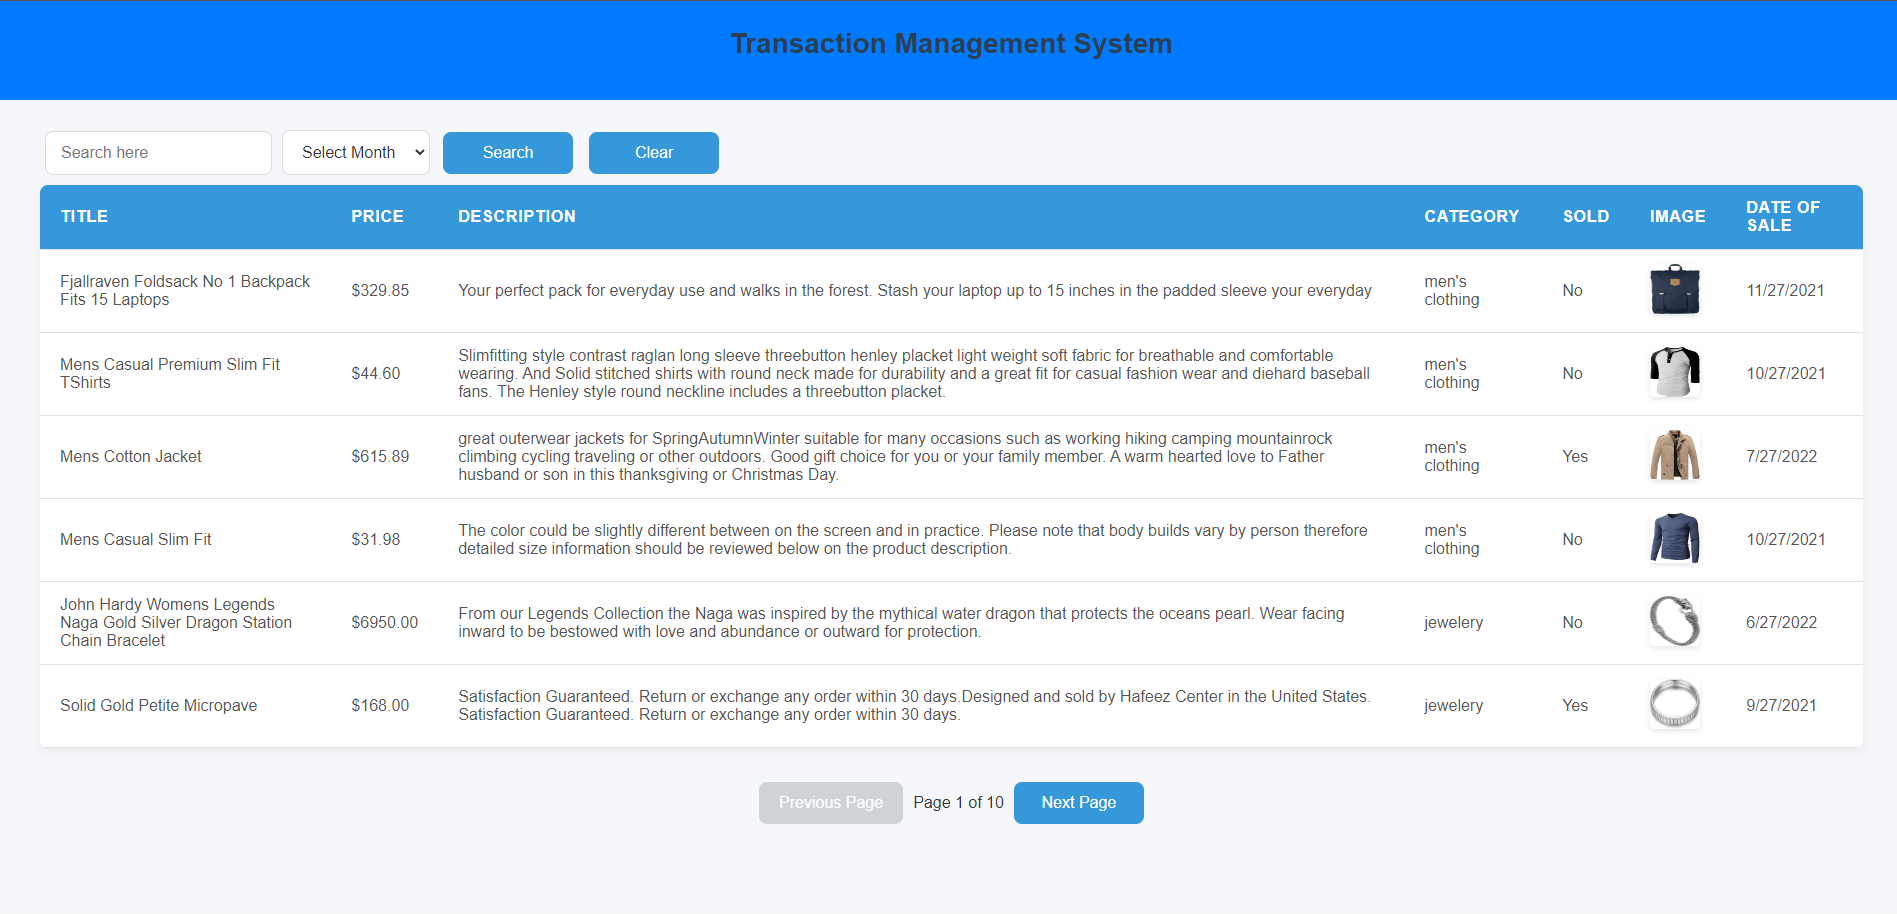 Transaction Management System
Search here
Select Month
Search
Clear
TITLE
PRICE
DESCRIPTION
CATEGORY
SOLD
IMAGE
DATE OF
SALE
Fjallraven Foldsack No 1 Backpack
Fits 15 Laptops
$329.85
Your perfect pack for everyday use and walks in the forest. Stash your laptop up to 15 inches in the padded sleeve your everyday
men's
clothing
No
11/27/2021
Mens Casual Premium Slim Fit
TShirts
$44.60
Slimfitting style contrast raglan long sleeve threebutton henley placket light weight soft fabric for breathable and comfortable
wearing. And Solid stitched shirts with round neck made for durability and a great fit for casual fashion wear and diehard baseball
fans. The Henley style round neckline includes a threebutton placket.
men's
clothing
No
10/27/2021
Mens Cotton Jacket
$615.89
great outerwear jackets for SpringAutumnWinter suitable for many occasions such as working hiking camping mountainrock
climbing cycling traveling or other outdoors. Good gift choice for you or your family member. A warm hearted love to Father
husband or son in this thanksgiving or Christmas Day.
men's
clothing
Yes
7/27/2022
Mens Casual Slim Fit
$31.98
The color could be slightly different between on the screen and in practice. Please note that body builds vary by person therefore
detailed size information should be reviewed below on the product description.
men's
clothing
No
10/27/2021
John Hardy Womens Legends
Naga Gold Silver Dragon Station
Chain Bracelet
$6950.00
From our Legends Collection the Naga was inspired by the mythical water dragon that protects the oceans pearl. Wear facing
inward to be bestowed with love and abundance or outward for protection.
jewelery
No
6/27/2022
Solid Gold Petite Micropave
$168.00
Satisfaction Guaranteed. Return or exchange any order within 30 days.Designed and sold by Hafeez Center in the United States.
Satisfaction Guaranteed. Return or exchange any order within 30 days.
jewelery
Yes
9/27/2021
Previous Page
Page 1 of 10
Next Page